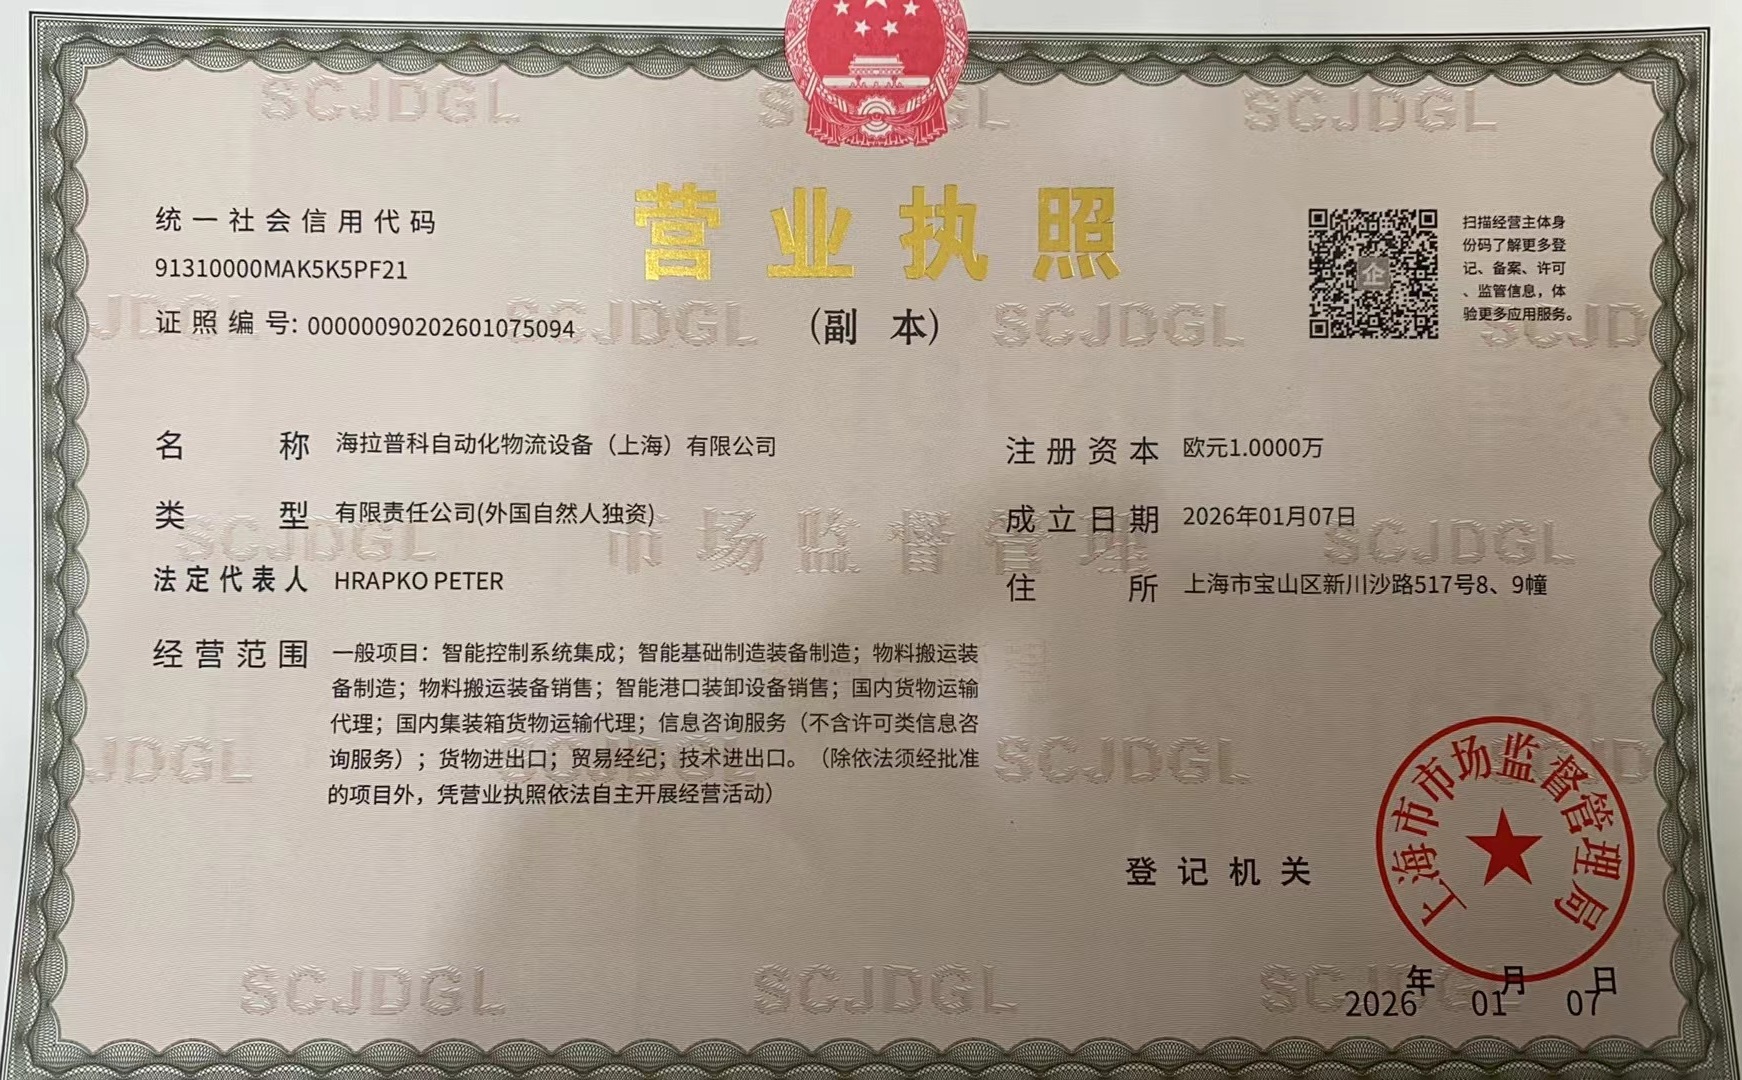 营业执照
(副 本)
统一社会信用代码
91310000MAK5K5PF21
证照编号: 00000090202601075094
扫描经营主体身
份码了解更多登
记、备案、许可
、监管信息，体
验更多应用服务。
企
名 称 海拉普科自动化物流设备（上海）有限公司
类 型 有限责任公司(外国自然人独资)
法定代表人 HRAPKO PETER
经营范围 一般项目：智能控制系统集成；智能基础制造装备制造；物料搬运装
备制造；物料搬运装备销售；智能港口装卸设备销售；国内货物运输
代理；国内集装箱货物运输代理；信息咨询服务（不含许可类信息咨
询服务）；货物进出口；贸易经纪；技术进出口。（除依法须经批准
的项目外，凭营业执照依法自主开展经营活动）
注册资本 欧元1.0000万
成立日期 2026年01月07日
住 所 上海市宝山区新川沙路517号8、9幢
登记机关
上海市市场监督管理局
2026年01月07日
SCJDGL
SCJDGL
SCJDGL
SCJDGL
SCJDGL
SCJDGL
市场监督管理
SCJDGL
SCJDGL
SCJDGL
SCJDGL
SCJDGL